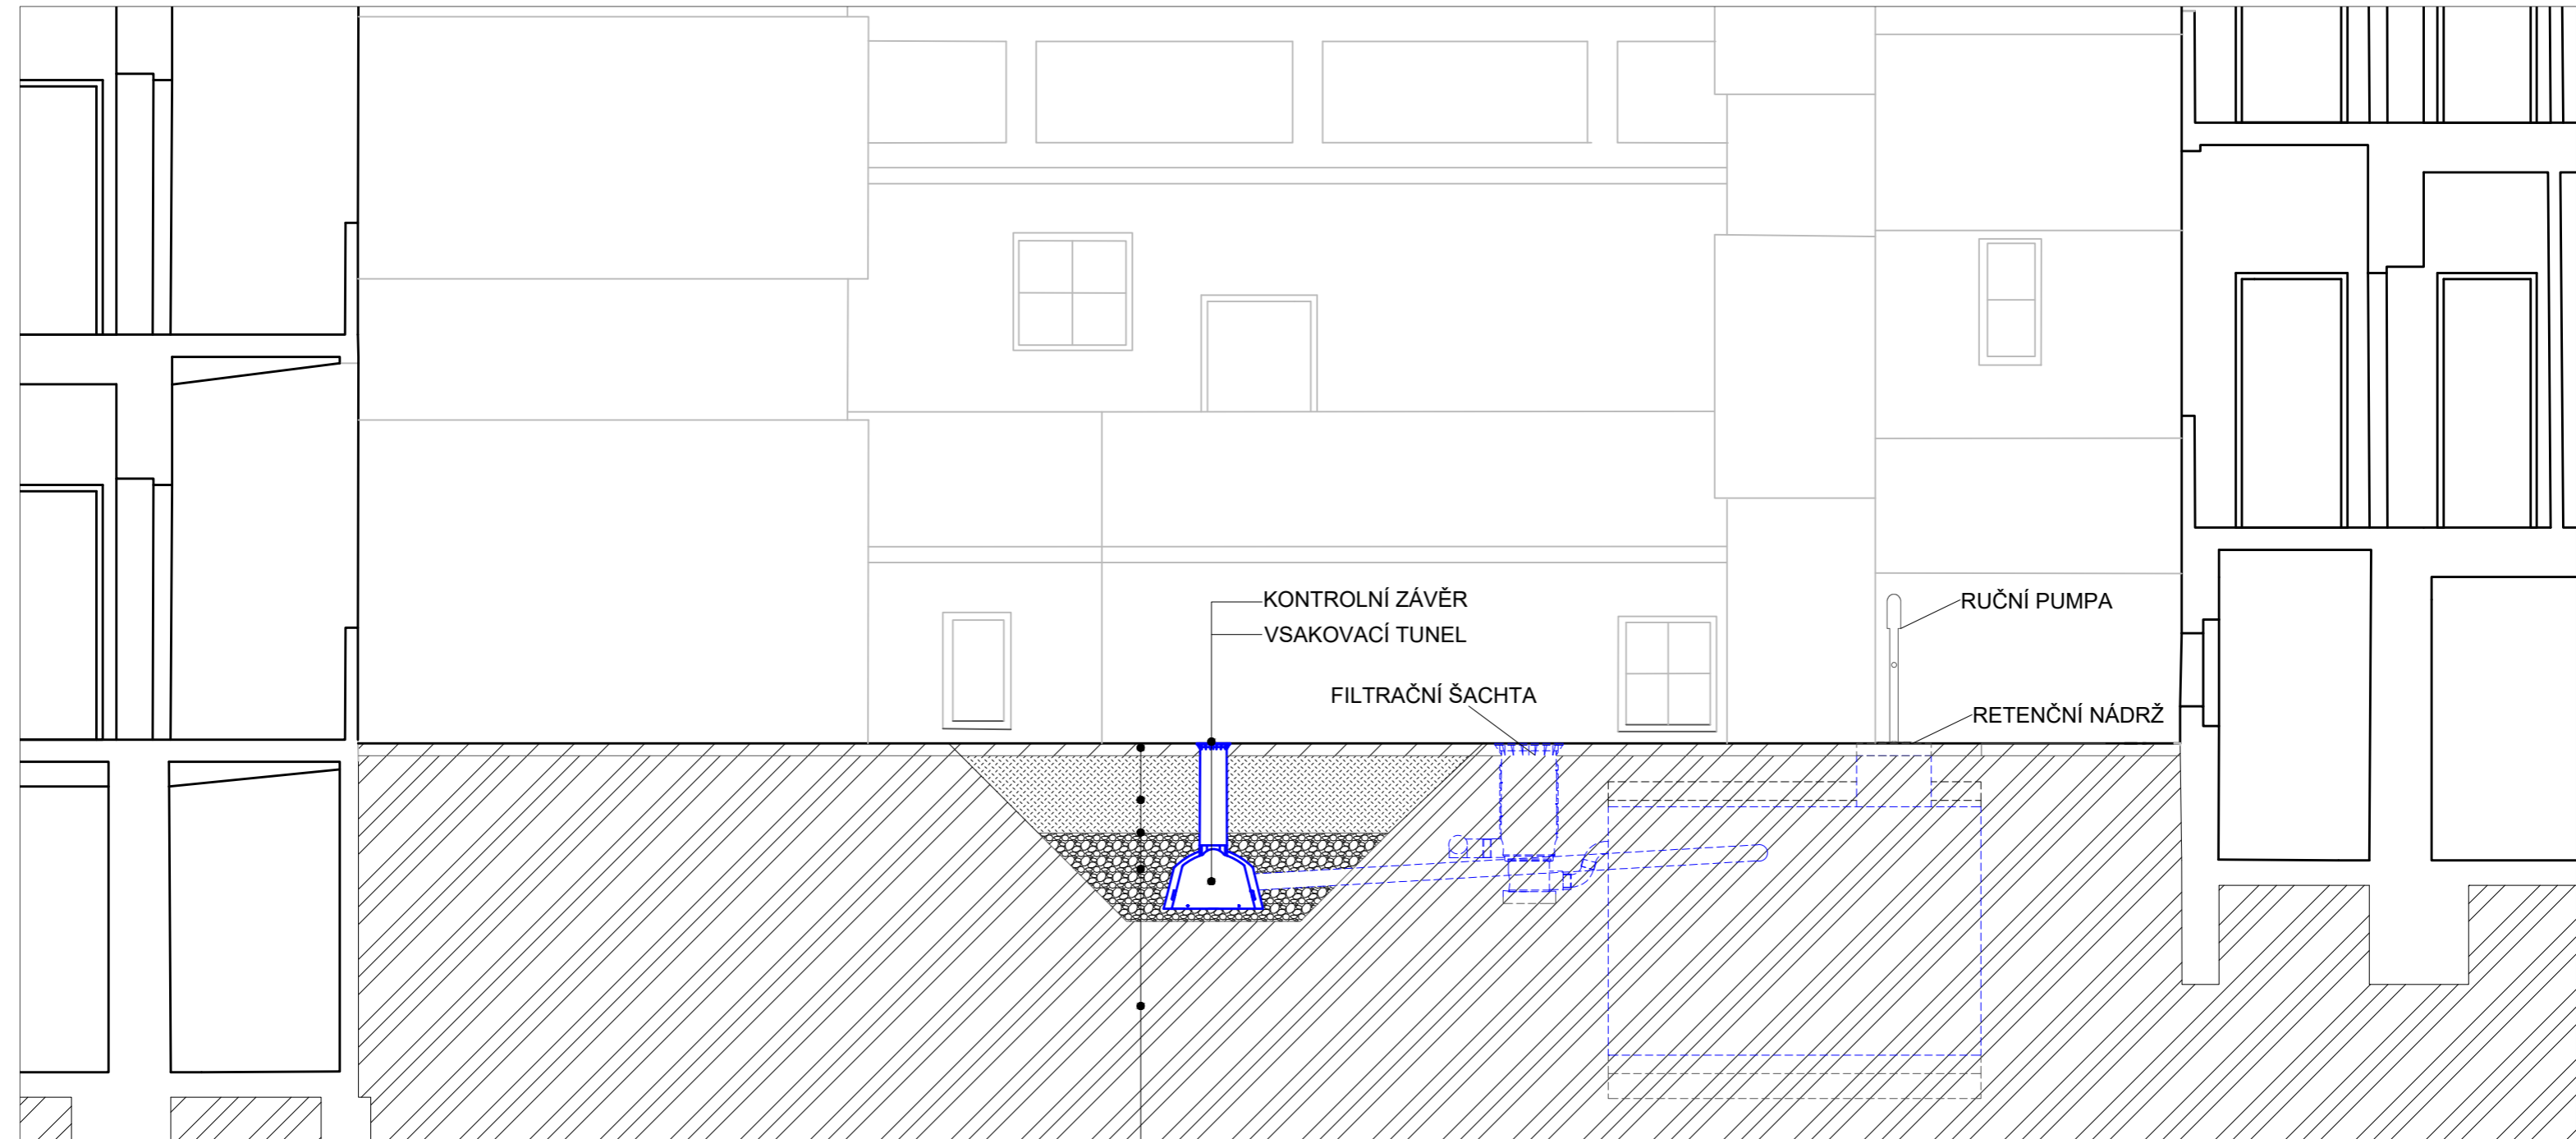 KONTROLNÍ ZÁVĚR
VSAKOVACÍ TUNEL
RUČNÍ PUMPA
FILTRAČNÍ ŠACHTA
RETENČNÍ NÁDRŽ